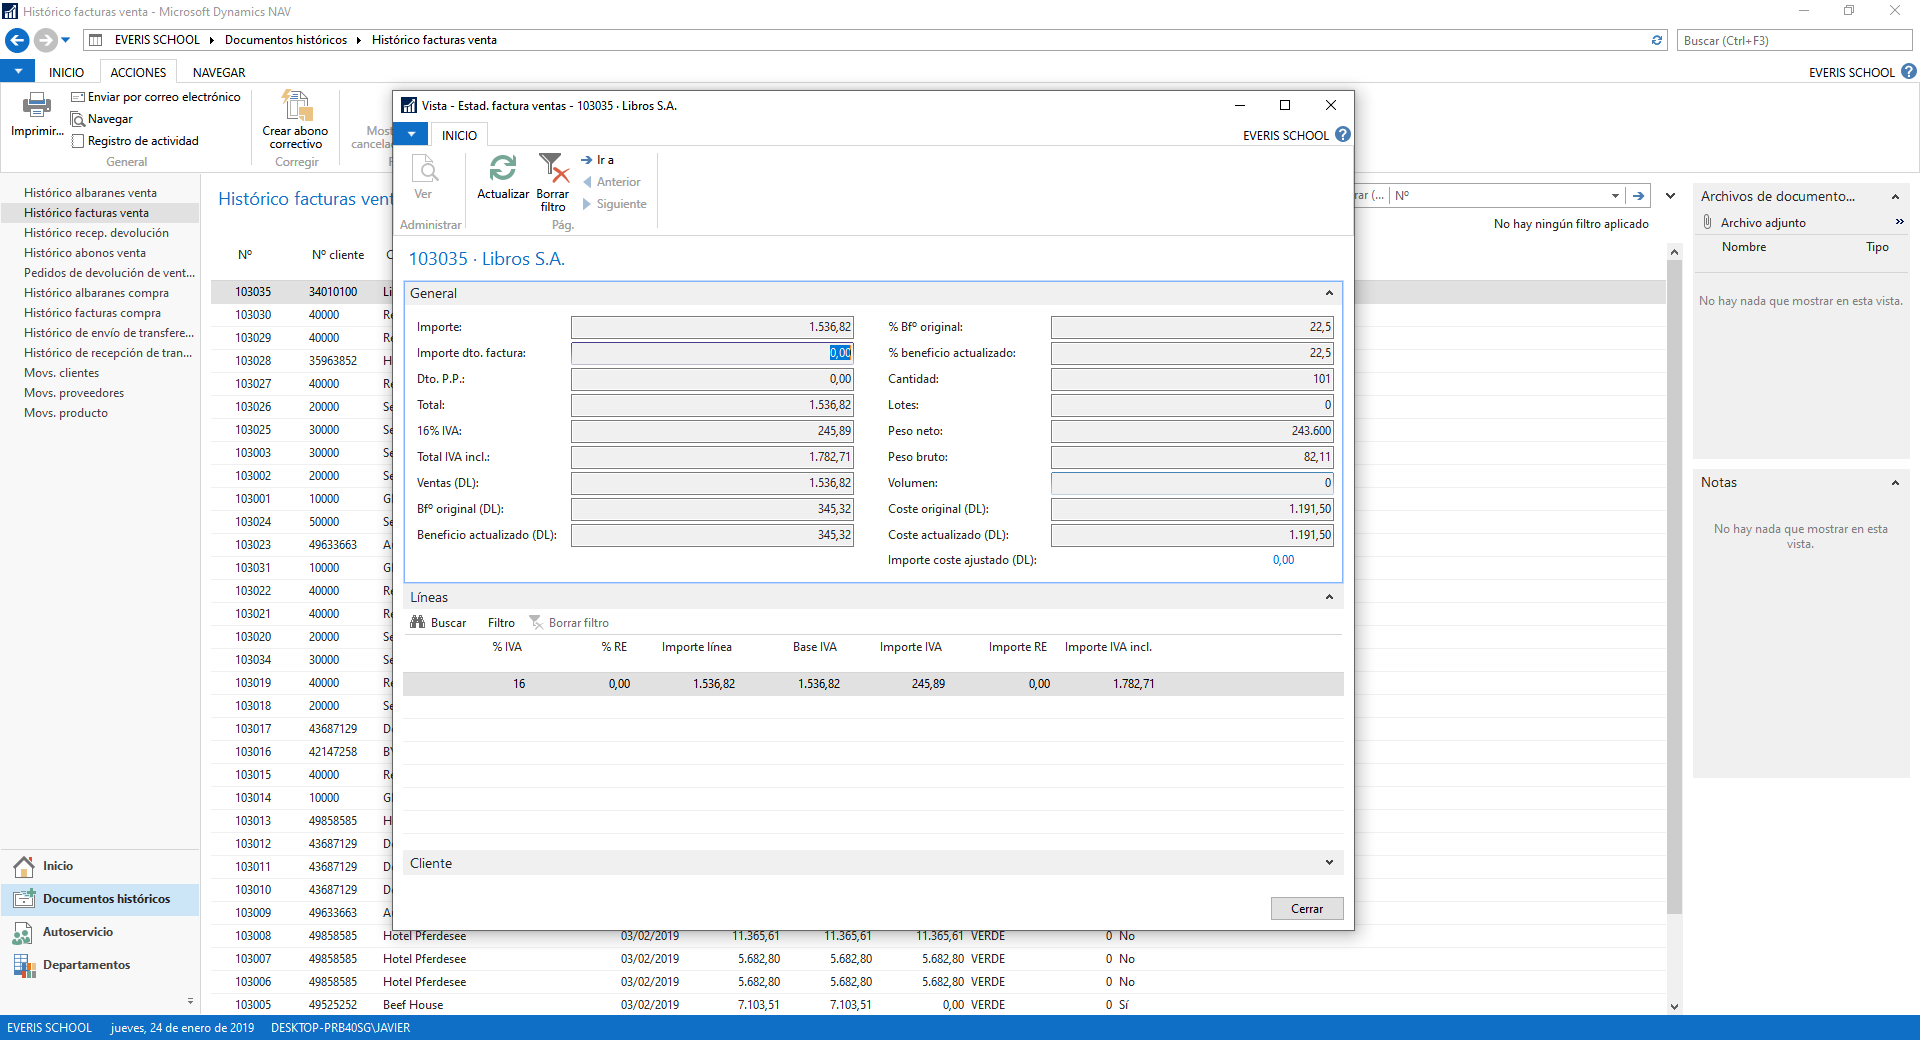 Histórico facturas venta - Microsoft Dynamics NAV
EVERIS SCHOOL
Documentos históricos
Histórico facturas venta
Buscar (Ctrl+F3)
INICIO
ACCIONES
NAVEGAR
EVERIS SCHOOL
Imprimir...
Enviar por correo electrónico
Navegar
Registro de actividad
General
Crear abono correctivo
Corregir
Histórico albaranes venta
Histórico facturas venta
Histórico recep. devolución
Histórico abonos venta
Pedidos de devolución de vent...
Histórico albaranes compra
Histórico facturas compra
Histórico de envío de transfere...
Histórico de recepción de tran...
Movs. clientes
Movs. proveedores
Movs. producto
Inicio
Documentos históricos
Autoservicio
Departamentos
Histórico facturas
Nº
No hay ningún filtro aplicado
Nº Nº cliente
103035 34010100
103030 40000
103029 40000
103028 35963852
103027 40000
103026 20000
103025 30000
103003 30000
103002 20000
103001 10000
103024 50000
103023 49633663
103031 10000
103022 40000
103021 40000
103020 20000
103034 30000
103019 40000
103018 20000
103017 43687129
103016 42147258
103015 40000
103014 10000
103013 49858585
103012 43687129
103011 43687129
103010 43687129
103009 49633663
103008 49858585 Hotel Pferdesee 03/02/2019 11.365,61 11.365,61 11.365,61 VERDE 0 No
103007 49858585 Hotel Pferdesee 03/02/2019 5.682,80 5.682,80 5.682,80 VERDE 0 No
103006 49858585 Hotel Pferdesee 03/02/2019 5.682,80 5.682,80 5.682,80 VERDE 0 No
103005 49525252 Beef House 03/02/2019 7.103,51 7.103,51 0,00 VERDE 0 Sí
Vista - Estad. factura ventas - 103035 · Libros S.A.
INICIO
EVERIS SCHOOL
Ver
Administrar
Actualizar
Borrar filtro
Ir a
Anterior
Siguiente
Pág.
103035 · Libros S.A.
General
Importe: 1.536,82
Importe dto. factura: 0,00
Dto. P.P.: 0,00
Total: 1.536,82
16% IVA: 245,89
Total IVA incl.: 1.782,71
Ventas (DL): 1.536,82
Bfº original (DL): 345,32
Beneficio actualizado (DL): 345,32
% Bfº original: 22,5
% beneficio actualizado: 22,5
Cantidad: 101
Lotes: 0
Peso neto: 243.600
Peso bruto: 82,11
Volumen: 0
Coste original (DL): 1.191,50
Coste actualizado (DL): 1.191,50
Importe coste ajustado (DL): 0,00
Líneas
Buscar Filtro Borrar filtro
% IVA % RE Importe línea Base IVA Importe IVA Importe RE Importe IVA incl.
16 0,00 1.536,82 1.536,82 245,89 0,00 1.782,71
Cliente
Cerrar
Archivos de documento...
Archivo adjunto
Nombre Tipo
No hay nada que mostrar en esta vista.
Notas
No hay nada que mostrar en esta
vista.
EVERIS SCHOOL jueves, 24 de enero de 2019 DESKTOP-PRB40SG\JAVIER